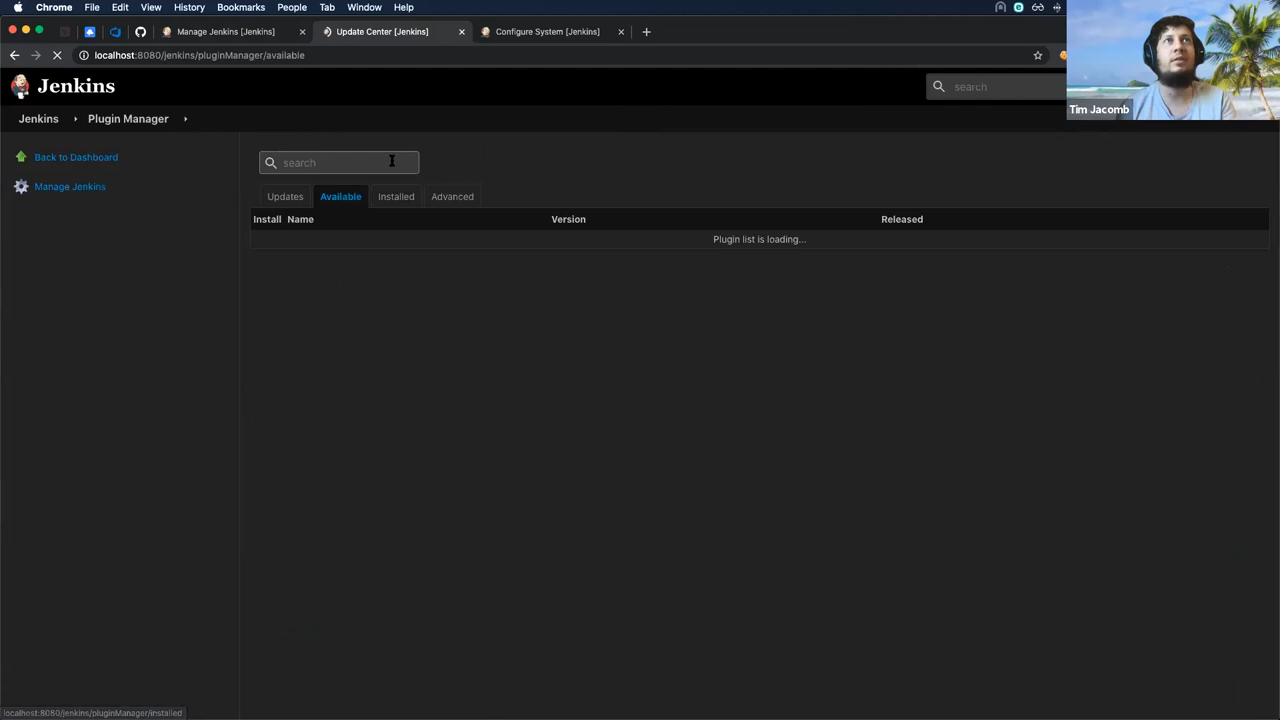 Chrome File Edit View History Bookmarks People Tab Window Help
Manage Jenkins [Jenkins] Update Center [Jenkins] Configure System [Jenkins]
localhost:8080/jenkins/pluginManager/available
Jenkins search
Tim Jacomb
Jenkins Plugin Manager
Back to Dashboard
Manage Jenkins
search
Updates Available Installed Advanced
Install Name Version Released
Plugin list is loading...
localhost:8080/jenkins/pluginManager/installed